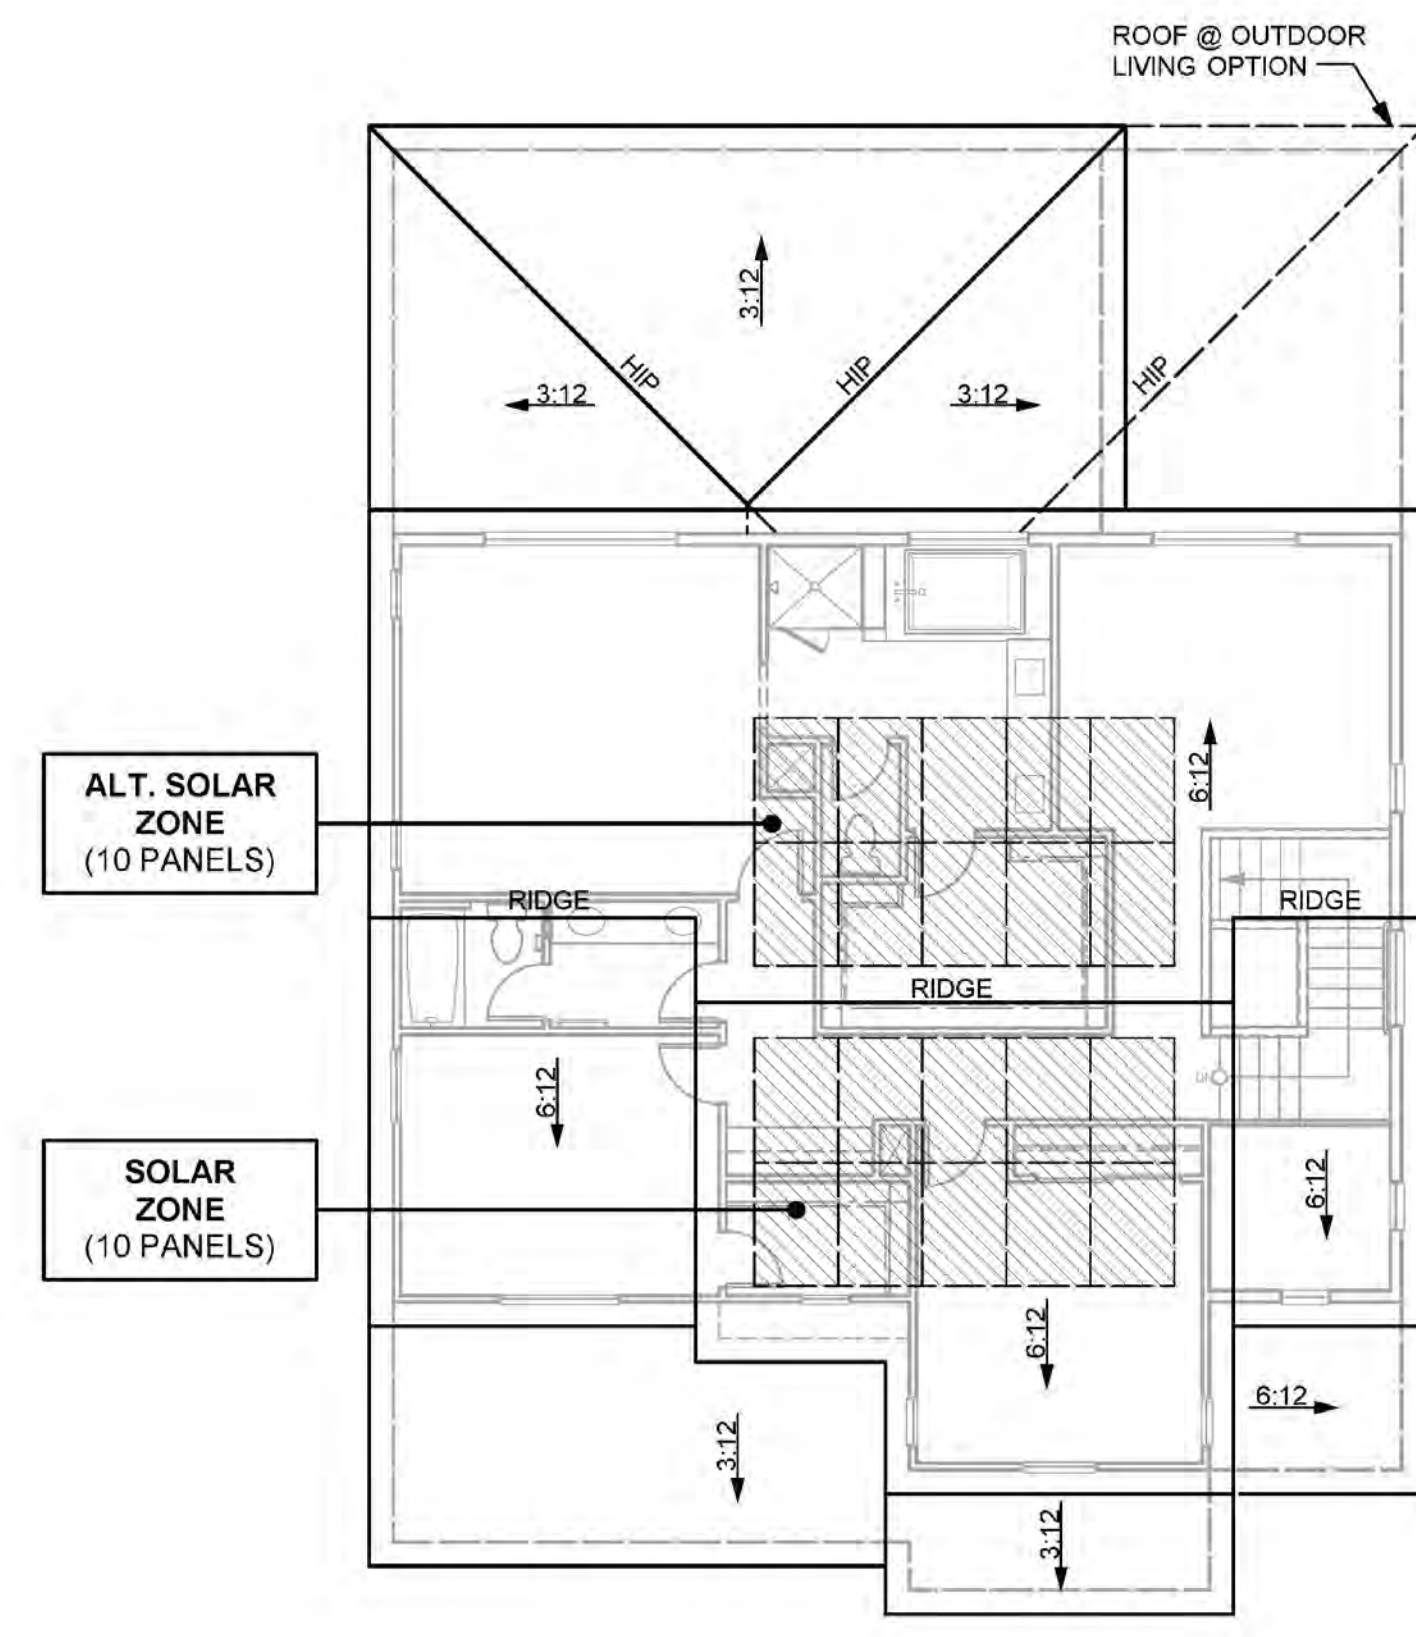 ROOF @ OUTDOOR
LIVING OPTION
3:12
HIP
HIP
HIP
3:12
3:12
6:12
ALT. SOLAR
ZONE
(10 PANELS)
RIDGE
RIDGE
RIDGE
DN
6:12
SOLAR
ZONE
(10 PANELS)
6:12
6:12
6:12
3:12
3:12